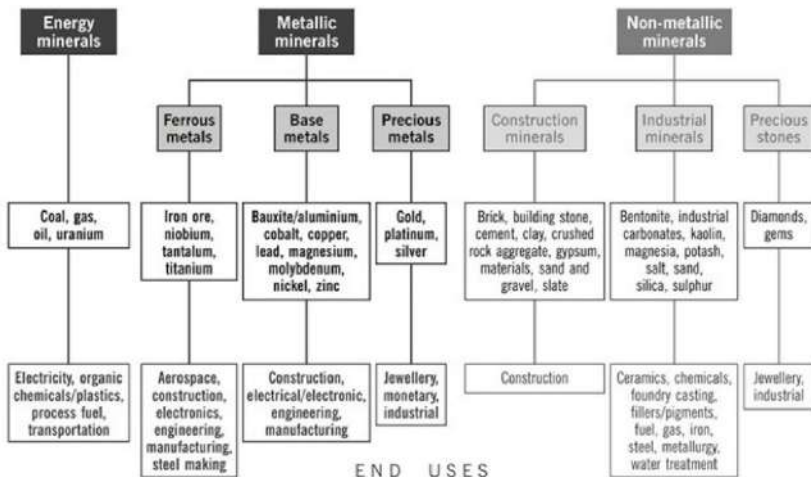 Energy
minerals
Metallic
minerals
Non-metallic
minerals
Ferrous
metals
Base
metals
Precious
metals
Construction
minerals
Industrial
minerals
Precious
stones
Coal, gas,
oil, uranium
Iron ore,
niobium,
tantalum,
titanium
Bauxite/aluminium,
cobalt, copper,
lead, magnesium,
molybdenum,
nickel, zinc
Gold,
platinum,
silver
Brick, building stone,
cement, clay, crushed
rock aggregate, gypsum,
materials, sand and
gravel, slate
Bentonite, industrial
carbonates, kaolin,
magnesia, potash,
salt, sand,
silica, sulphur
Diamonds,
gems
Electricity, organic
chemicals/plastics,
process fuel,
transportation
Aerospace,
construction,
electronics,
engineering,
manufacturing,
steel making
Construction,
electrical/electronic,
engineering,
manufacturing
Jewellery,
monetary,
industrial
Construction
Ceramics, chemicals,
foundry casting,
fillers/pigments,
fuel, gas, iron,
steel, metallurgy,
water treatment
Jewellery,
industrial
END USES